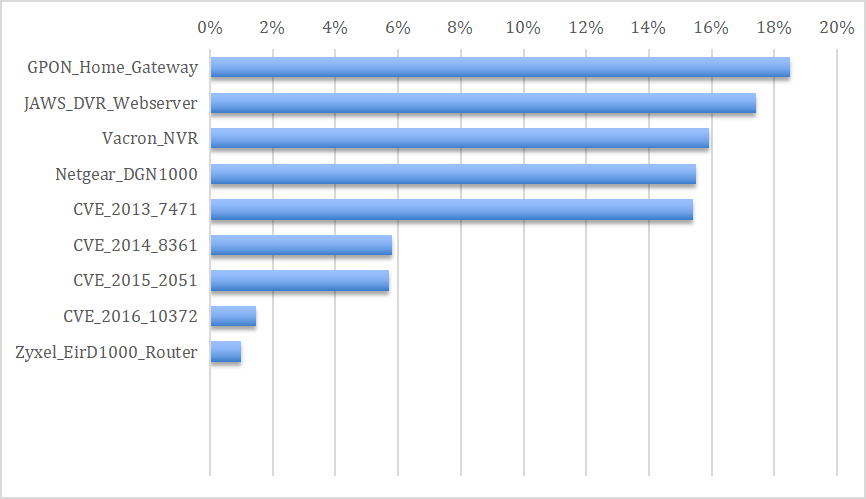 0% 2% 4% 6% 8% 10% 12% 14% 16% 18% 20%
GPON_Home_Gateway
JAWS_DVR_Webserver
Vacron_NVR
Netgear_DGN1000
CVE_2013_7471
CVE_2014_8361
CVE_2015_2051
CVE_2016_10372
Zyxel_EirD1000_Router